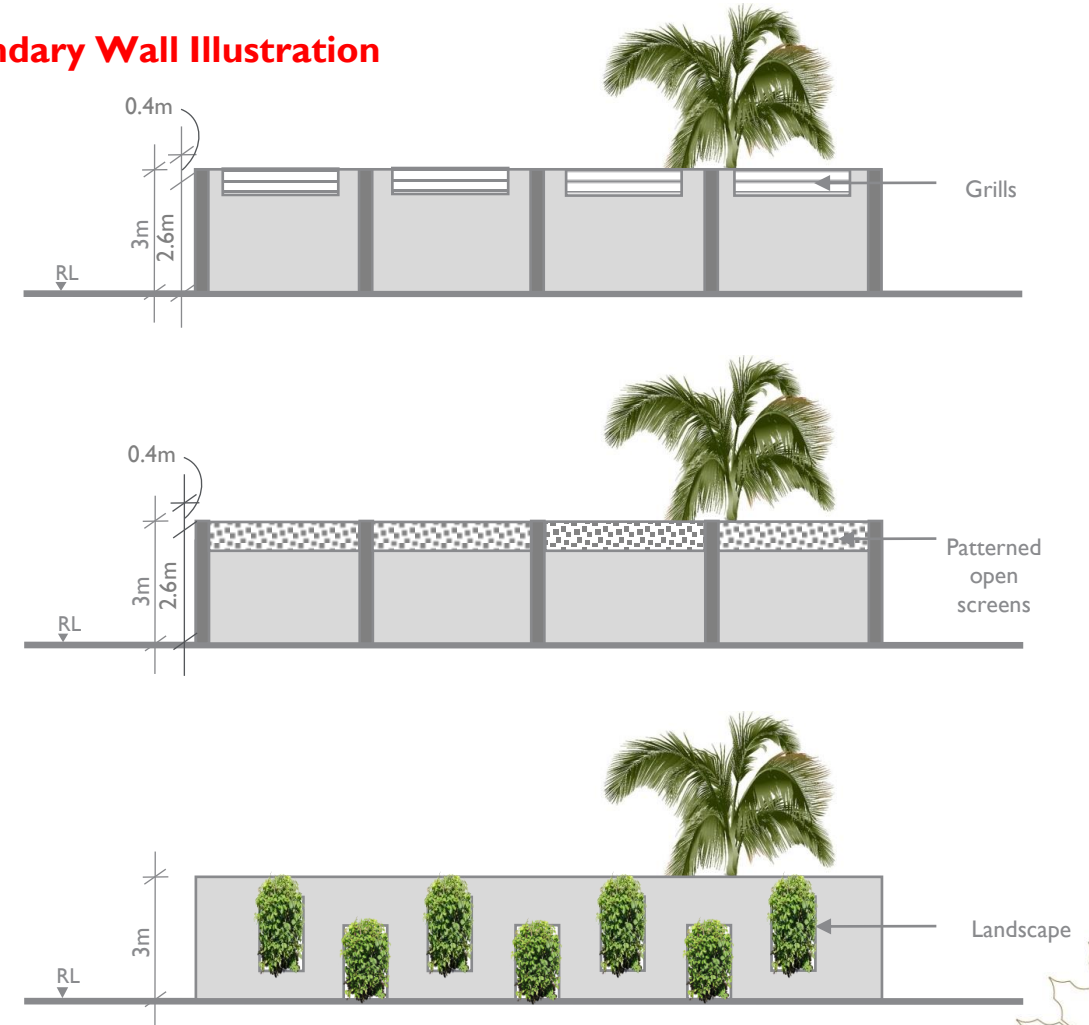 ndary Wall Illustration
0.4m
3m
2.6m
RL
Grills
0.4m
3m
2.6m
RL
Patterned
open
screens
3m
RL
Landscape